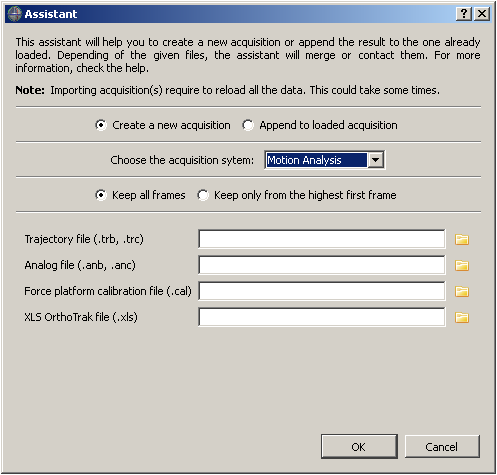 Assistant
This assistant will help you to create a new acquisition or append the result to the one already
loaded. Depending of the given files, the assistant will merge or contact them. For more
information, check the help.
Note: Importing acquisition(s) require to reload all the data. This could take some times.
Create a new acquisition Append to loaded acquisition
Choose the acquisition sytem: Motion Analysis
Keep all frames Keep only from the highest first frame
Trajectory file (.trb, .trc)
Analog file (.anb, .anc)
Force platform calibration file (.cal)
XLS OrthoTrak file (.xls)
OK Cancel